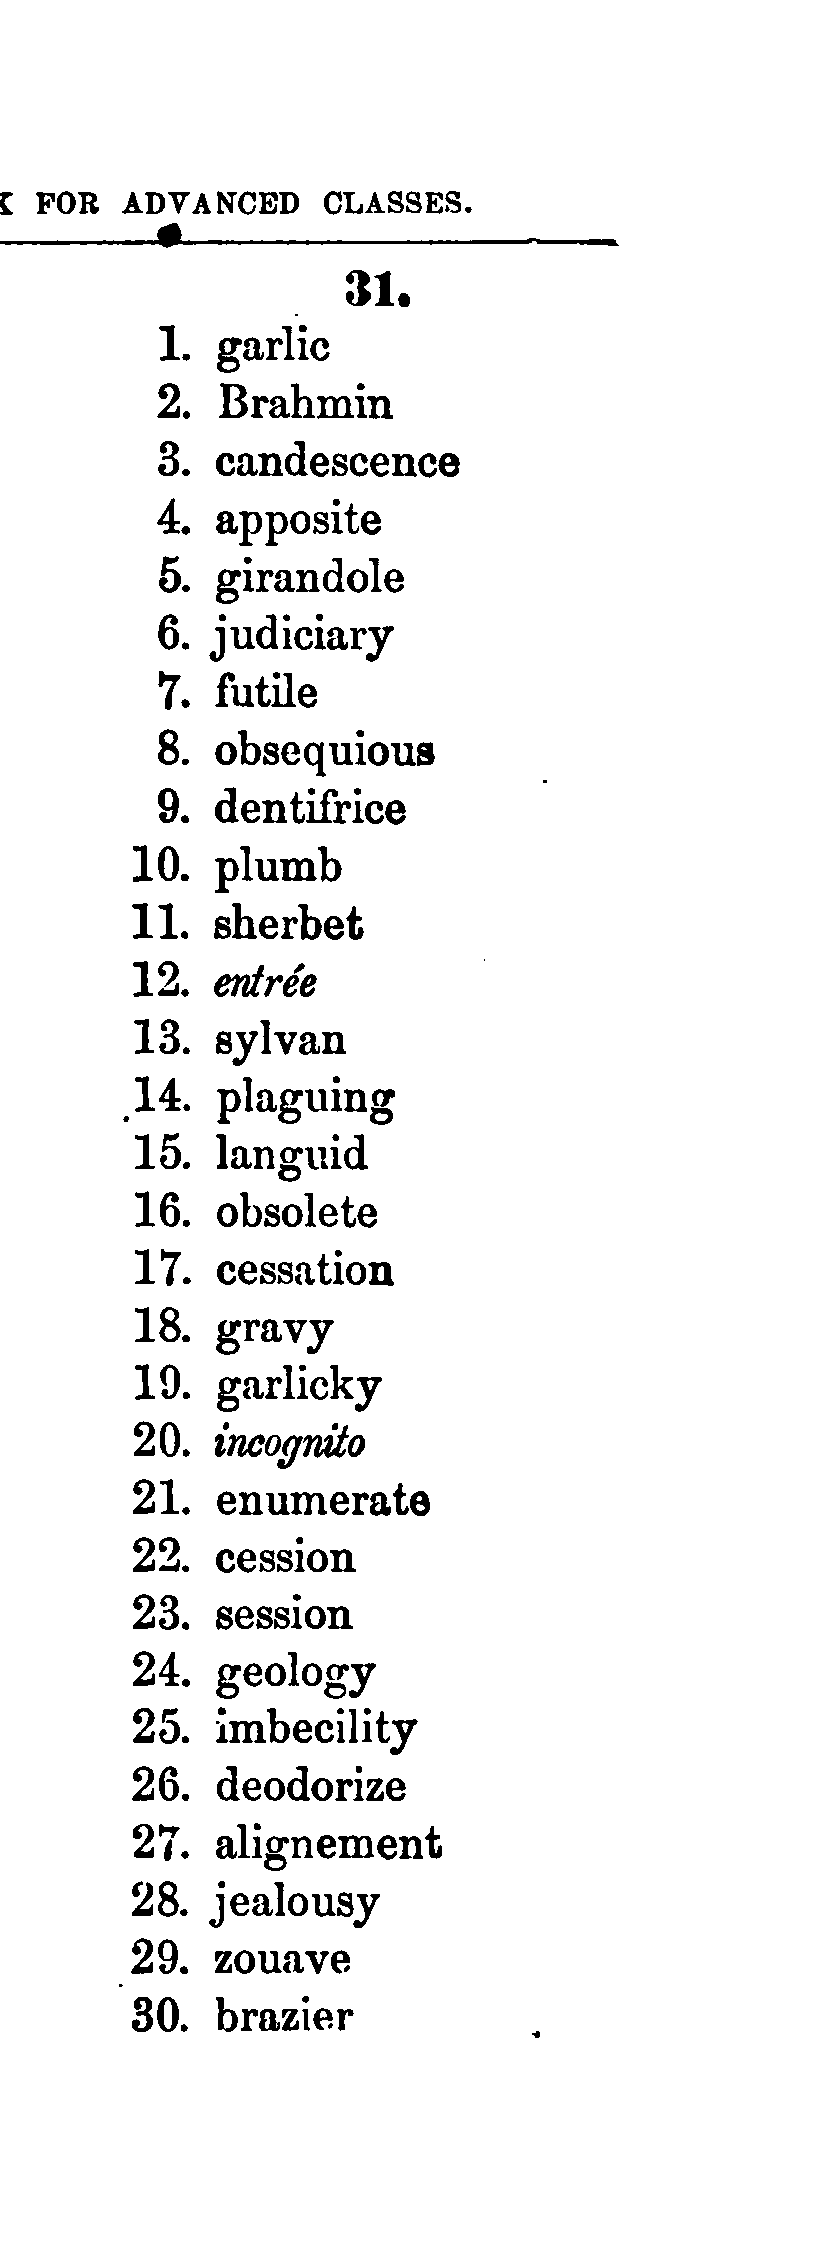 FOR ADVANCED CLASSES.
31.
1. garlic
2. Brahmin
3. candescence
4. apposite
5. girandole
6. judiciary
7. futile
8. obsequious
9. dentifrice
10. plumb
11. sherbet
12. entrée
13. sylvan
14. plaguing
15. languid
16. obsolete
17. cessation
18. gravy
19. garlicky
20. incognito
21. enumerate
22. cession
23. session
24. geology
25. imbecility
26. deodorize
27. alignement
28. jealousy
29. zouave
30. brazier